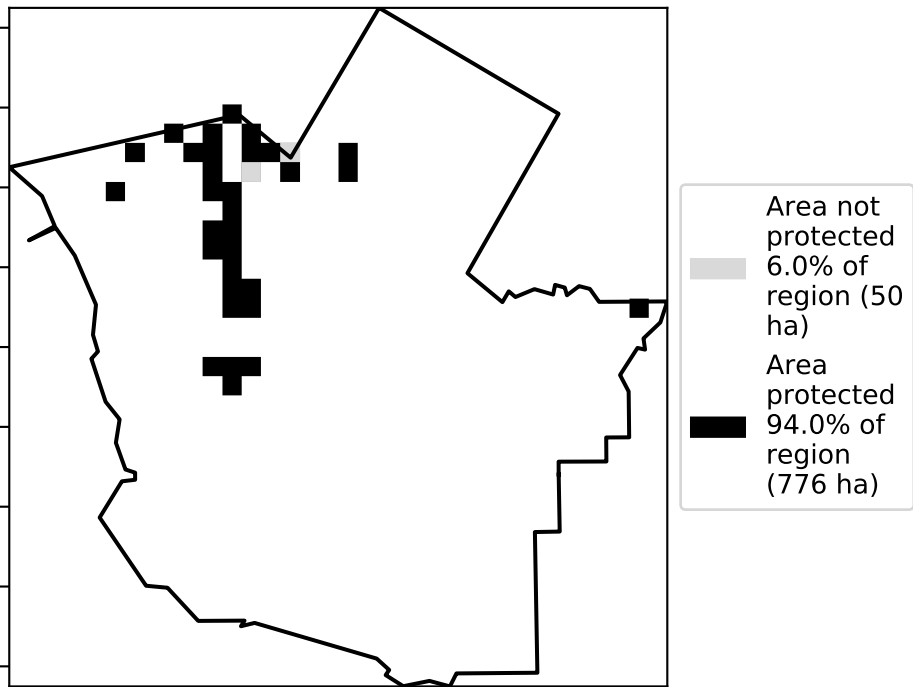 Area not
protected
6.0% of
region (50
ha)
Area
protected
94.0% of
region
(776 ha)